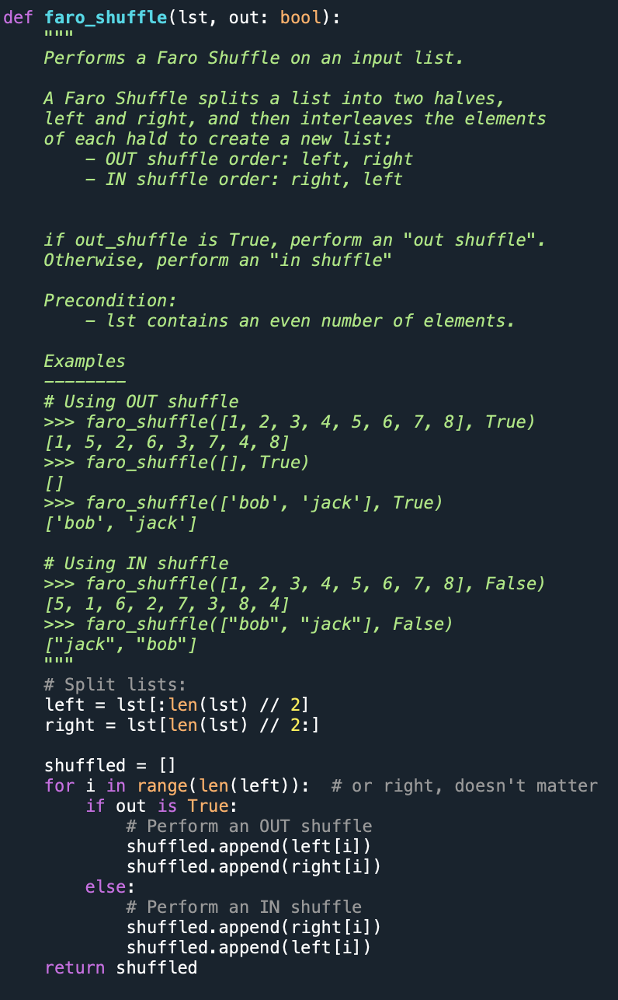 def faro_shuffle(lst, out: bool):
    """
    Performs a Faro Shuffle on an input list.

    A Faro Shuffle splits a list into two halves,
    left and right, and then interleaves the elements
    of each hald to create a new list:
        - OUT shuffle order: left, right
        - IN shuffle order: right, left


    if out_shuffle is True, perform an "out shuffle".
    Otherwise, perform an "in shuffle"

    Precondition:
        - lst contains an even number of elements.

    Examples
    --------
    # Using OUT shuffle
    >>> faro_shuffle([1, 2, 3, 4, 5, 6, 7, 8], True)
    [1, 5, 2, 6, 3, 7, 4, 8]
    >>> faro_shuffle([], True)
    []
    >>> faro_shuffle(['bob', 'jack'], True)
    ['bob', 'jack']

    # Using IN shuffle
    >>> faro_shuffle([1, 2, 3, 4, 5, 6, 7, 8], False)
    [5, 1, 6, 2, 7, 3, 8, 4]
    >>> faro_shuffle(["bob", "jack"], False)
    ["jack", "bob"]
    """
    # Split lists:
    left = lst[:len(lst) // 2]
    right = lst[len(lst) // 2:]

    shuffled = []
    for i in range(len(left)):  # or right, doesn't matter
        if out is True:
            # Perform an OUT shuffle
            shuffled.append(left[i])
            shuffled.append(right[i])
        else:
            # Perform an IN shuffle
            shuffled.append(right[i])
            shuffled.append(left[i])
    return shuffled